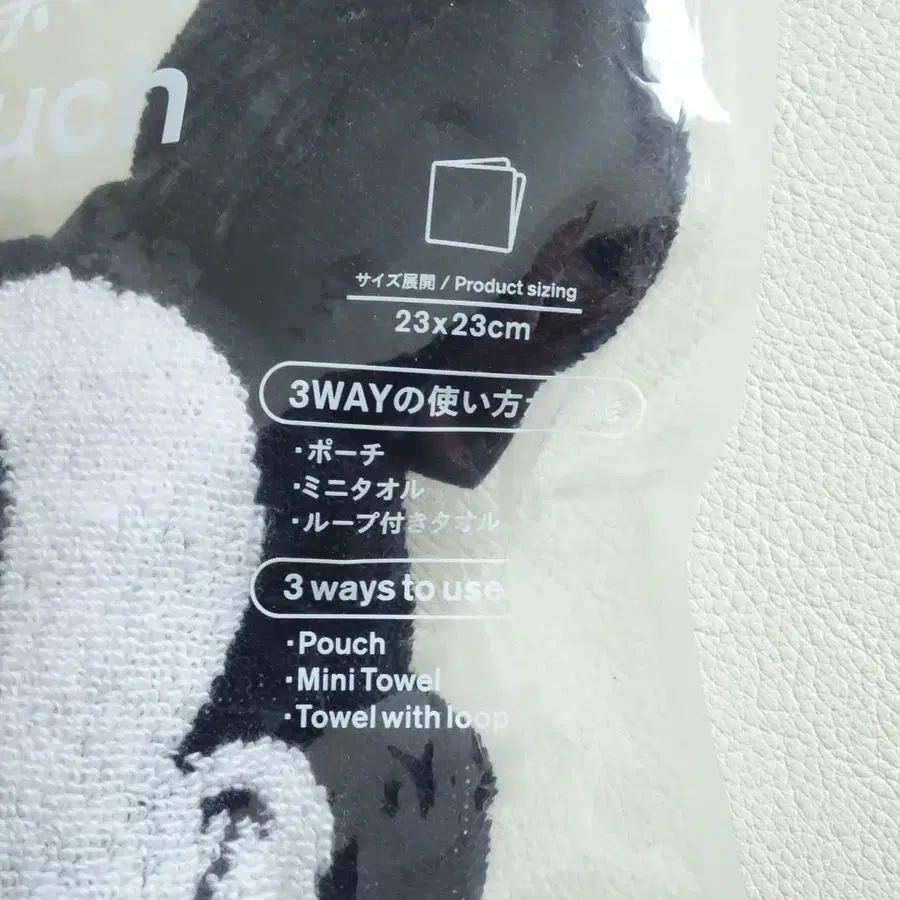 サイズ展開 / Product sizing
23x23cm
3WAYの使い方
・ポーチ
・ミニタオル
・ループ付きタオル
3 ways to use
・Pouch
・Mini Towel
・Towel with loop